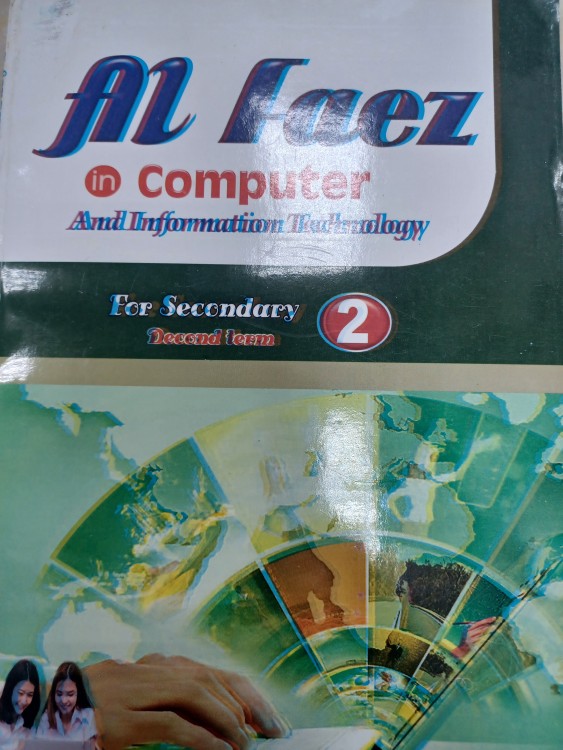 Al Faez
in Computer
And Information Technology
For Secondary 2
Second term